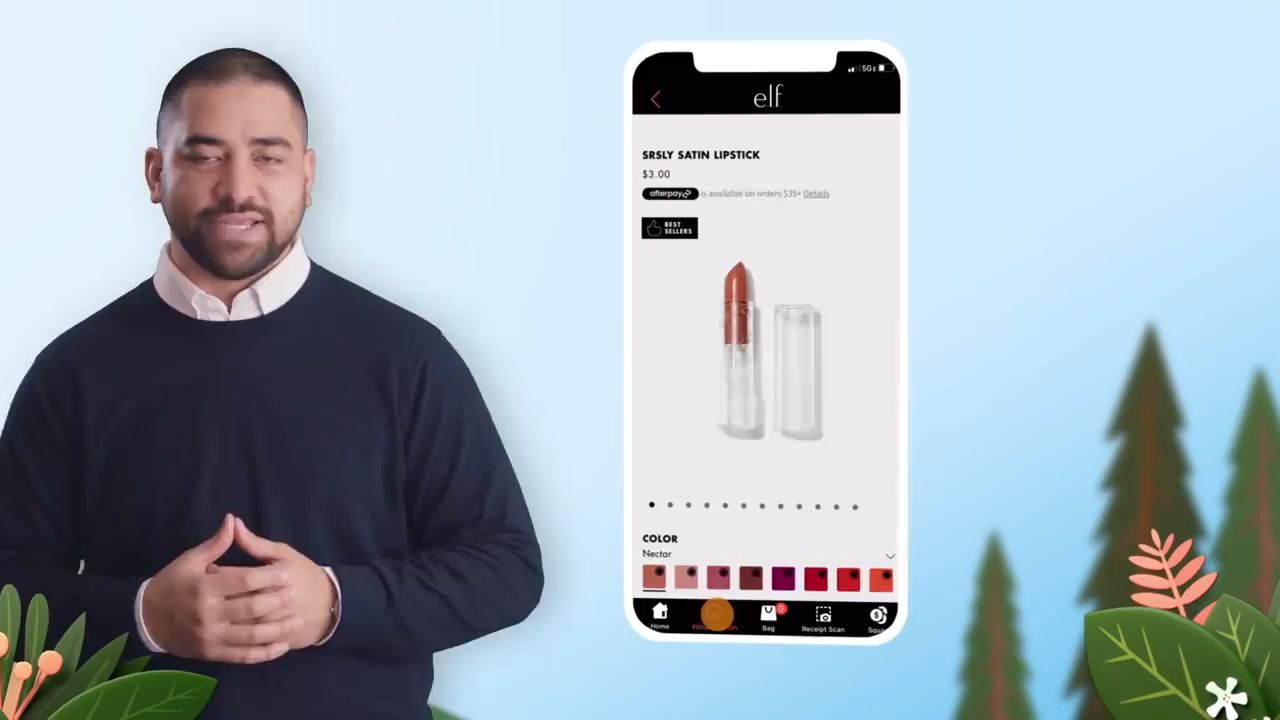 5G
elf
SRSLY SATIN LIPSTICK
$3.00
afterpay is available on orders $35+ Details
BEST
SELLERS
COLOR
Nectar
0
Home
Bag
Receipt Scan